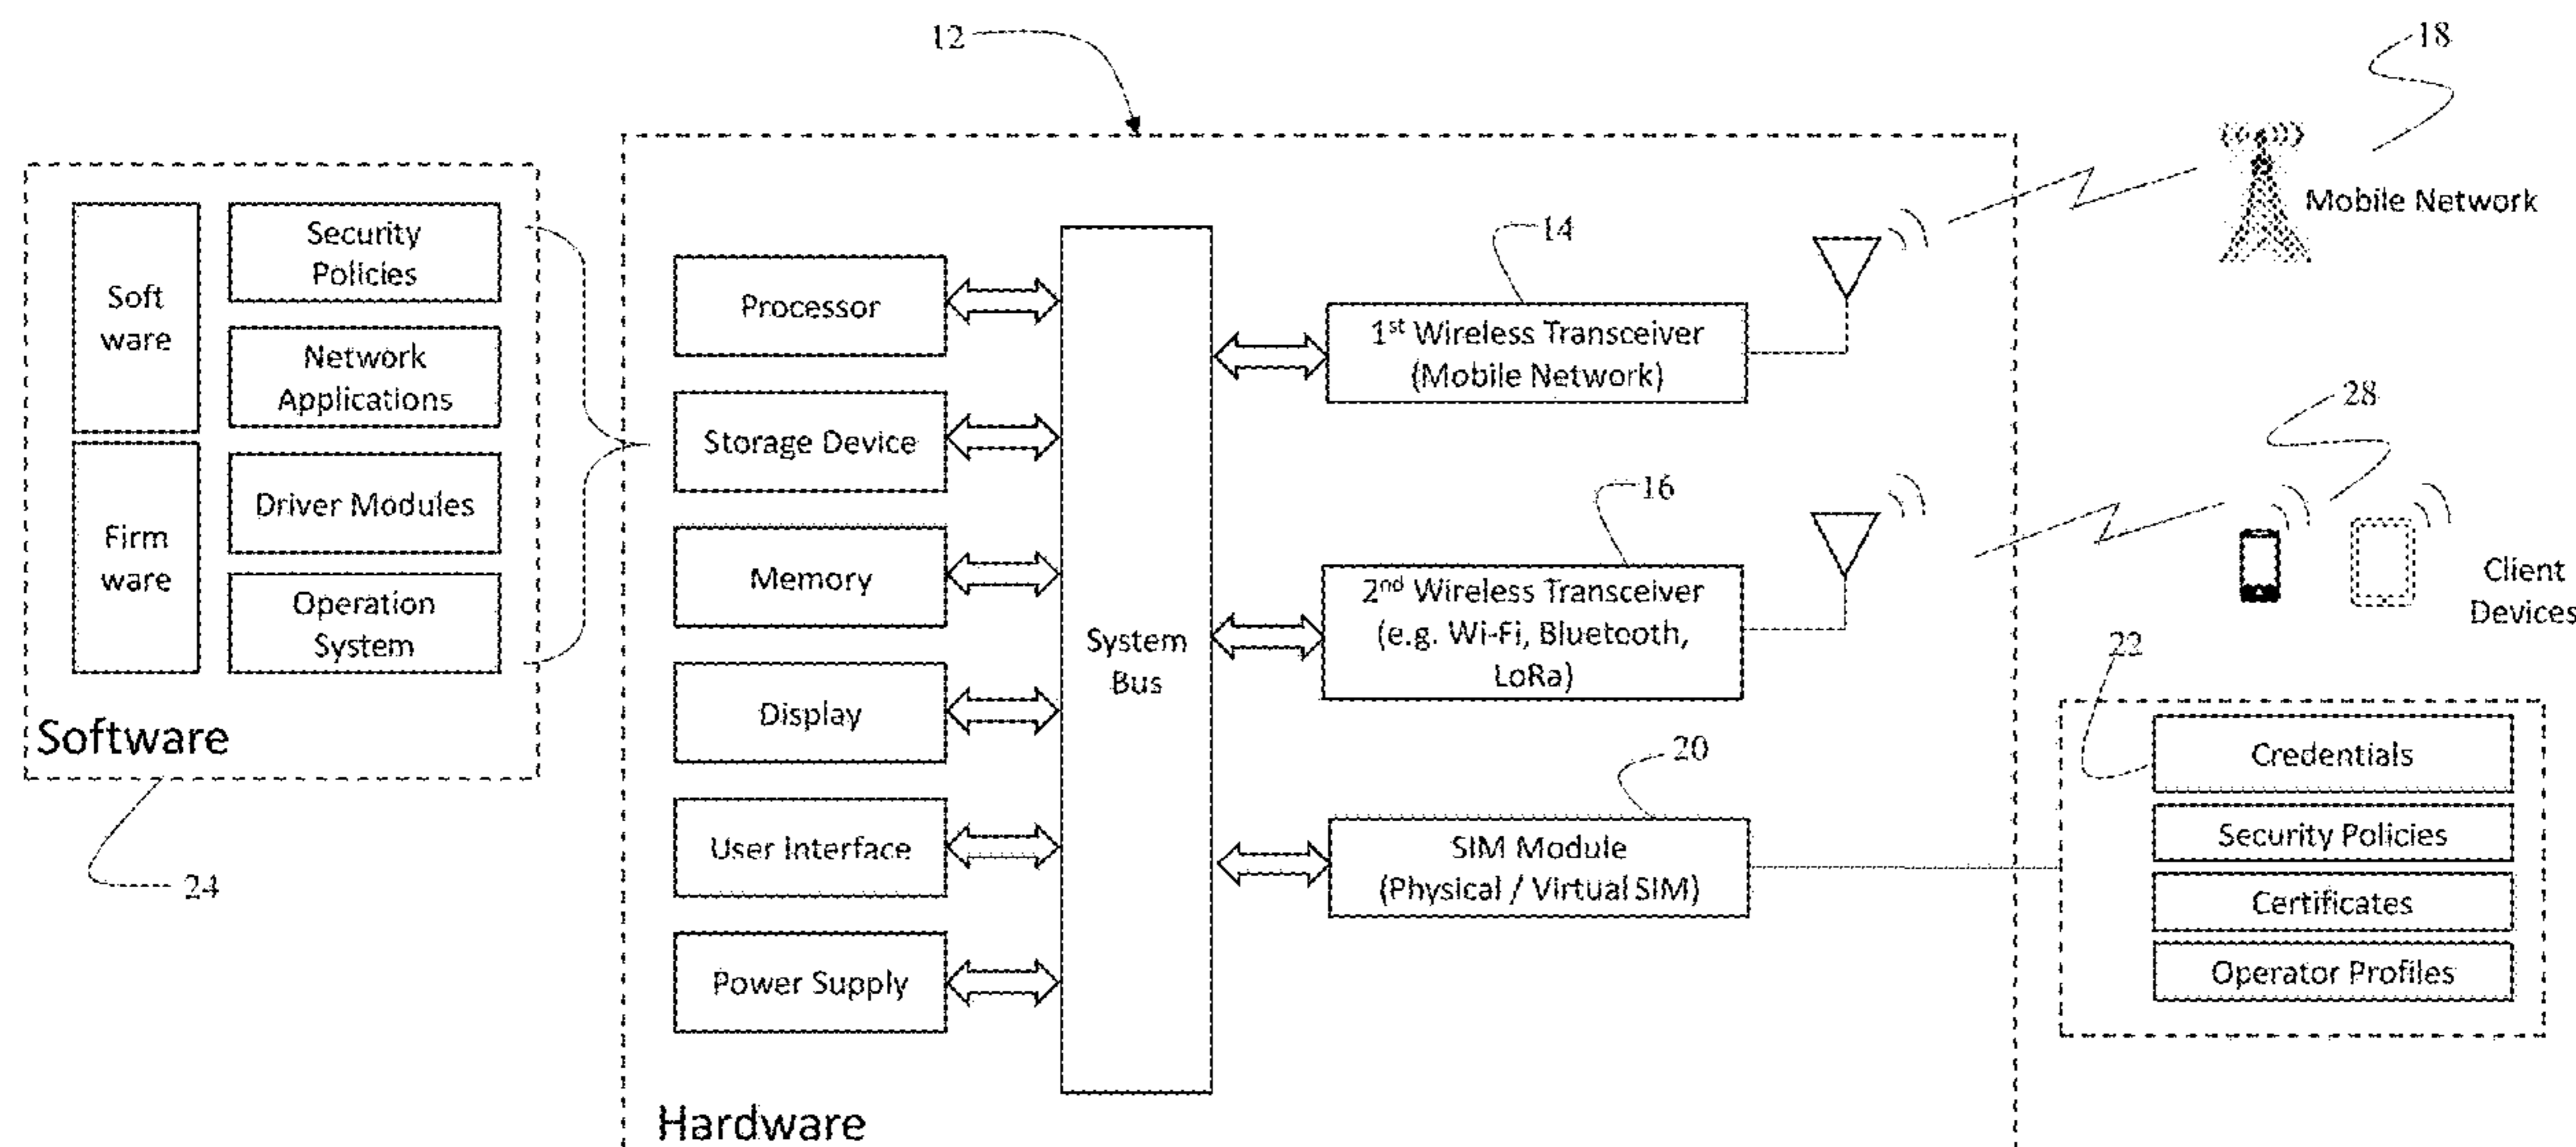 12
18
Security
Policies
Soft
ware
Network
Applications
Firm
ware
Driver Modules
Operation
System
Software
24
Processor
Storage Device
Memory
Display
User Interface
Power Supply
System
Bus
14
1st Wireless Transceiver
(Mobile Network)
16
2nd Wireless Transceiver
(e.g. Wi-Fi, Bluetooth,
LoRa)
20
SIM Module
(Physical / Virtual SIM)
Hardware
Mobile Network
28
Client
Devices
22
Credentials
Security Policies
Certificates
Operator Profiles